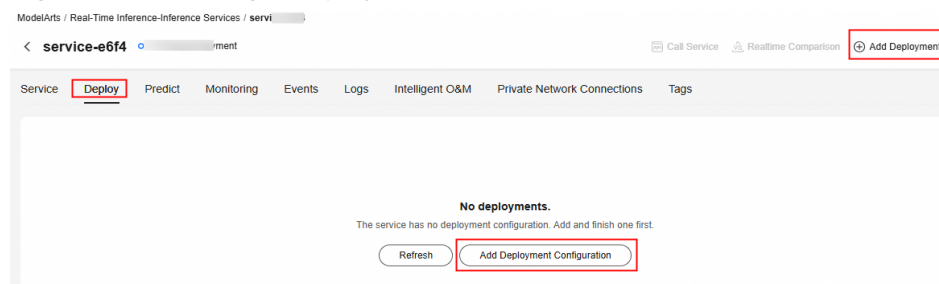 ModelArts / Real-Time Inference-Inference Services / servi
< service-e6f4
Call Service
Realtime Comparison
Add Deployment
Service Deploy Predict Monitoring Events Logs Intelligent O&M Private Network Connections Tags
No deployments.
The service has no deployment configuration. Add and finish one first.
Refresh
Add Deployment Configuration